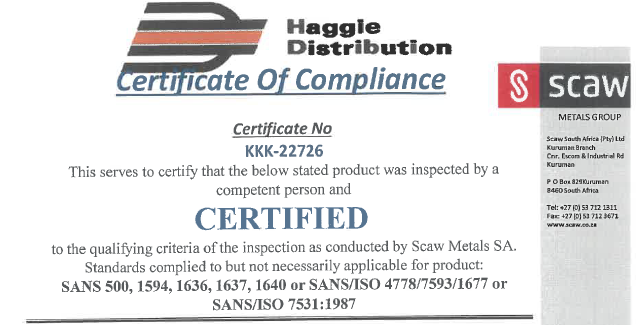 Haggie
Distribution
Certificate Of Compliance
Certificate No
KKK-22726
This serves to certify that the below stated product was inspected by a
competent person and
CERTIFIED
to the qualifying criteria of the inspection as conducted by Scaw Metals SA.
Standards complied to but not necessarily applicable for product:
SANS 500, 1594, 1636, 1637, 1640 or SANS/ISO 4778/7593/1677 or
SANS/ISO 7531:1987
scaw
METALS GROUP
Scaw South Africa (Pty) Ltd
Kuruman Branch
Cnr. Escom & Industrial Rd
Kuruman
P O Box 829Kuruman
8460 South Africa
Tel: +27 (0) 53 712 1311
Fax: +27 (0) 53 712 3671
www.scaw.co.za